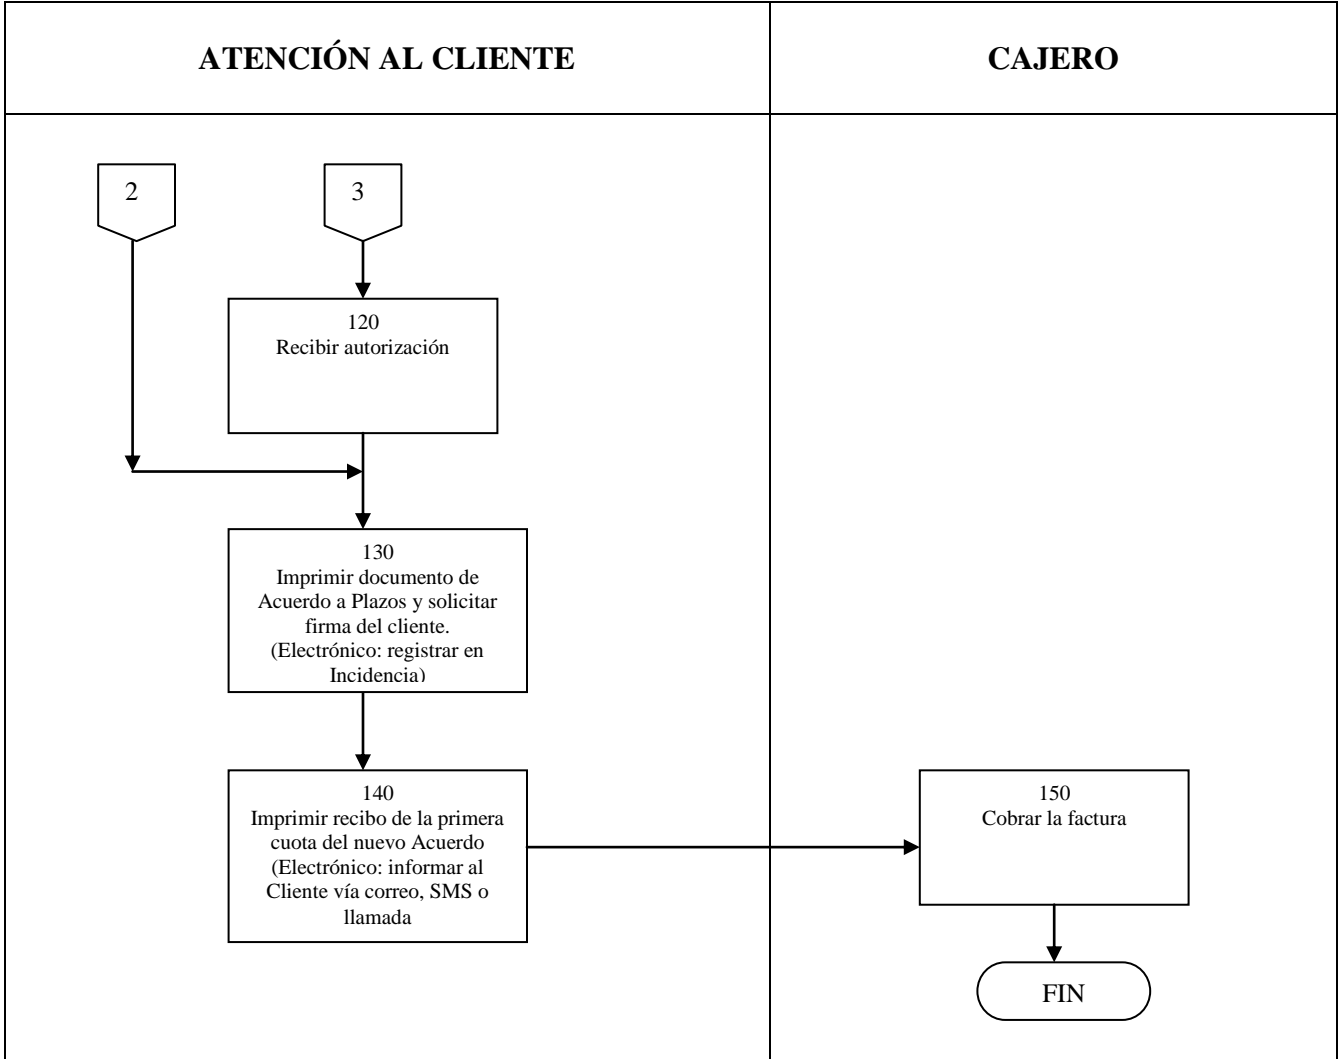 ATENCIÓN AL CLIENTE
CAJERO
2
3
120
Recibir autorización
130
Imprimir documento de
Acuerdo a Plazos y solicitar
firma del cliente.
(Electrónico: registrar en
Incidencia)
140
Imprimir recibo de la primera
cuota del nuevo Acuerdo
(Electrónico: informar al
Cliente vía correo, SMS o
llamada
150
Cobrar la factura
FIN